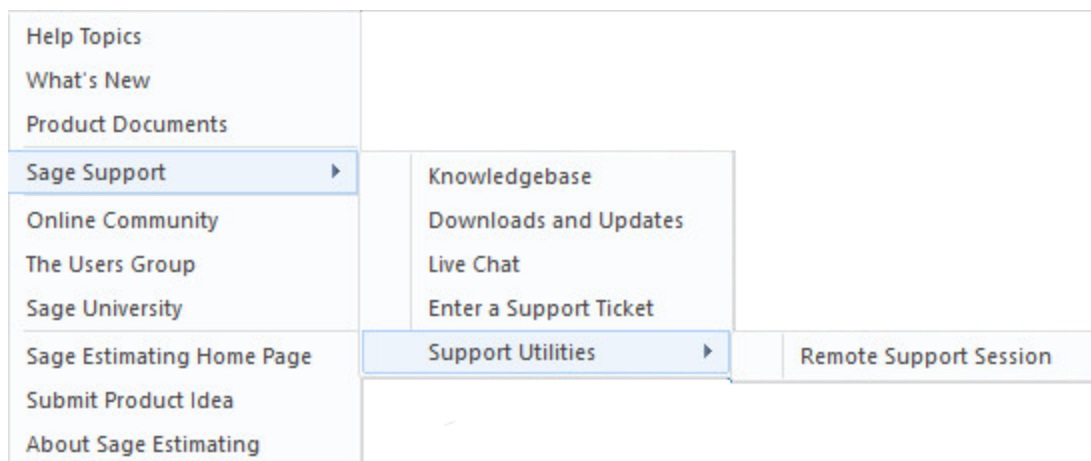 Help Topics
What's New
Product Documents
Sage Support
Online Community
The Users Group
Sage University
Sage Estimating Home Page
Submit Product Idea
About Sage Estimating
Knowledgebase
Downloads and Updates
Live Chat
Enter a Support Ticket
Support Utilities
Remote Support Session